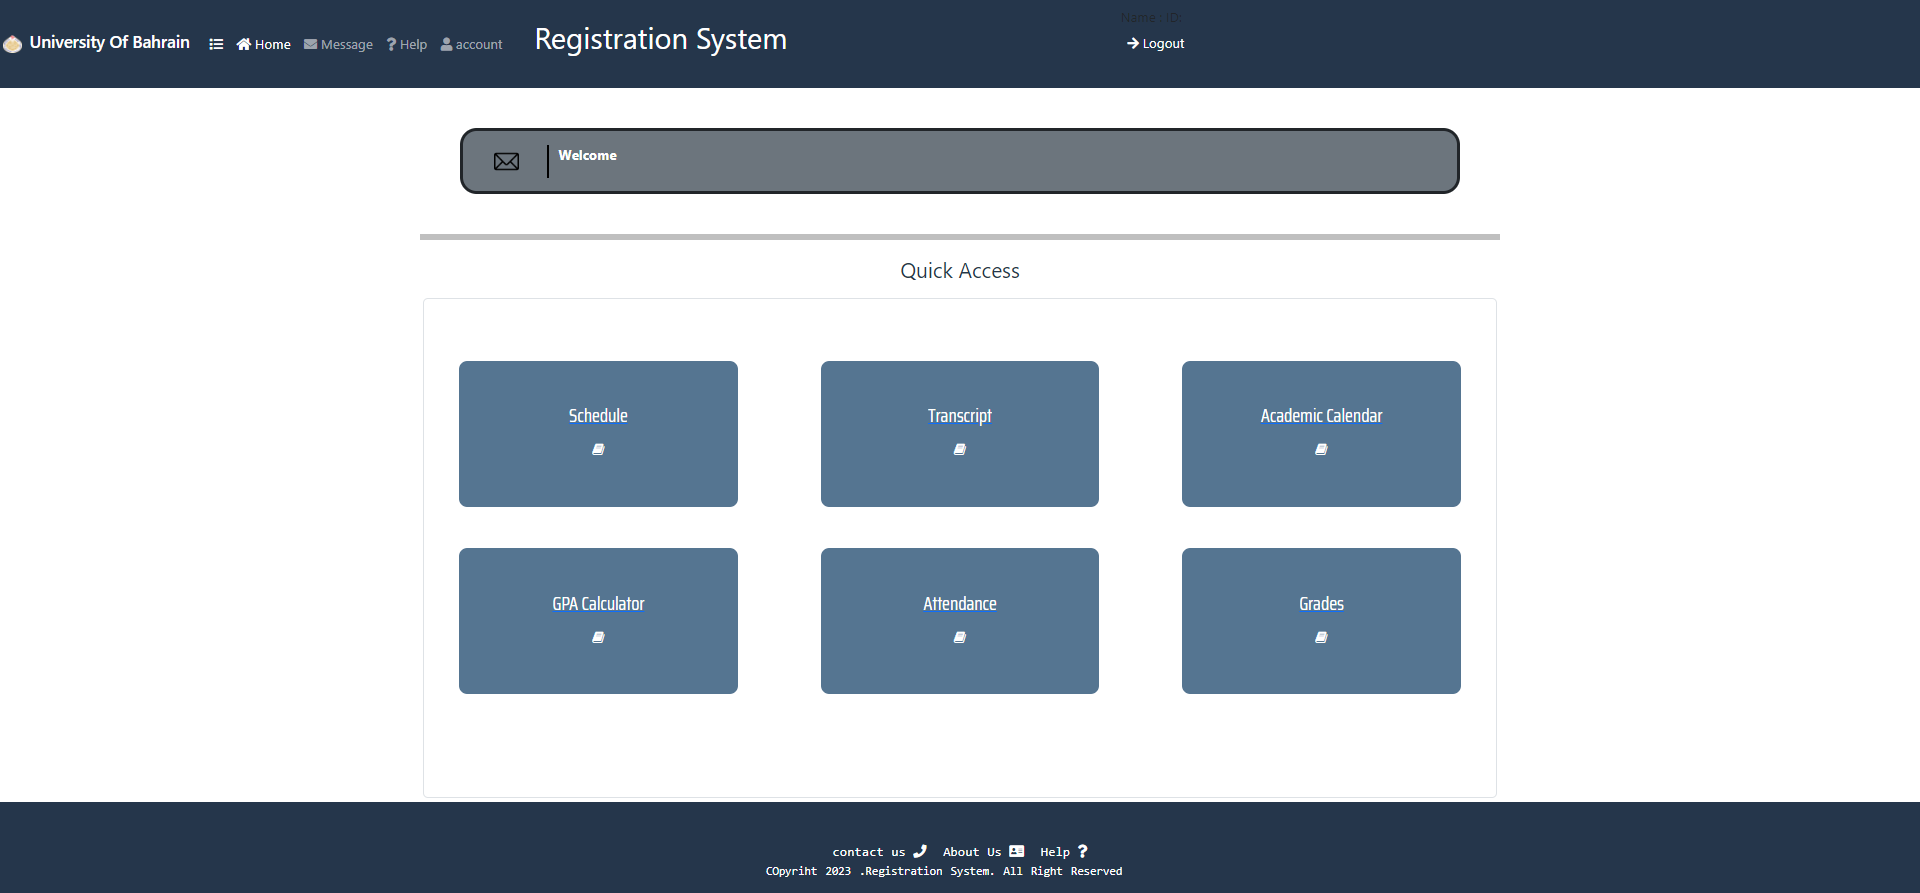 Name : ID:
University Of Bahrain Home Message Help account Registration System Logout
Welcome
Quick Access
Schedule Transcript Academic Calendar
GPA Calculator Attendance Grades
contact us About Us Help
COpyriht 2023 .Registration System. All Right Reserved